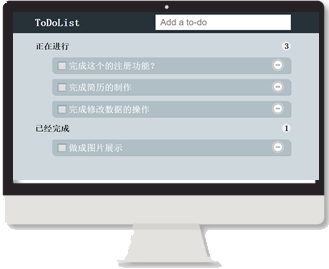 ToDoList
Add a to-do
正在进行
3
完成这个的注册功能?
完成简历的制作
完成修改数据的操作
已经完成
1
做成图片展示